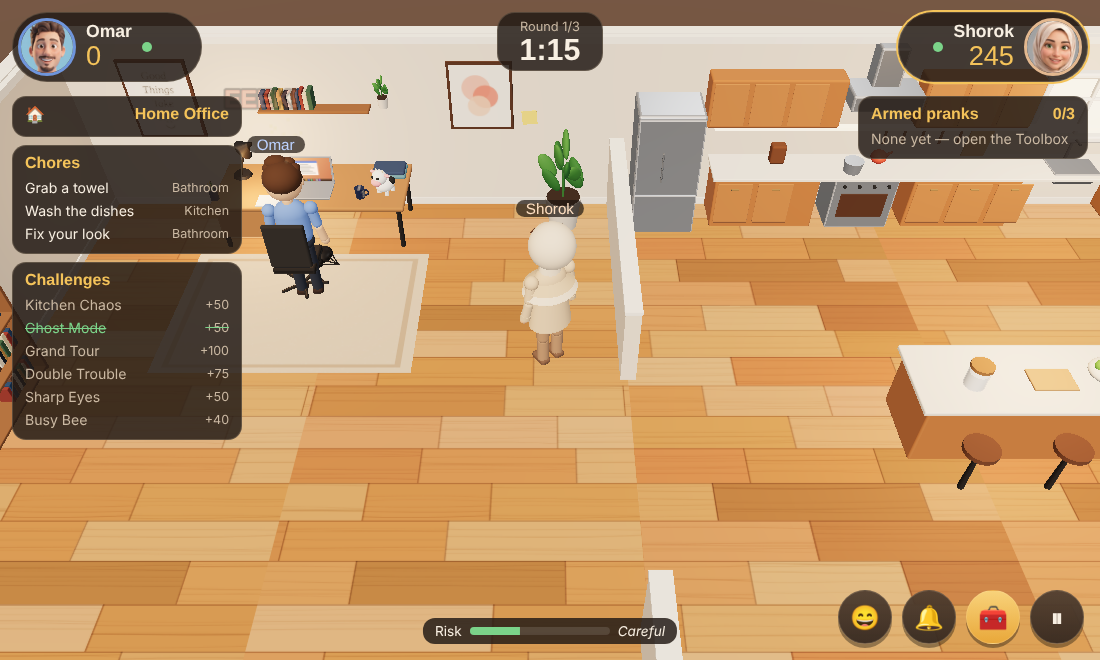 Omar
0
Round 1/3
1:15
Shorok
245
Things
Home Office
Armed pranks 0/3
None yet — open the Toolbox
Omar
Chores
Grab a towel Bathroom
Wash the dishes Kitchen
Fix your look Bathroom
Shorok
Challenges
Kitchen Chaos +50
Ghost Mode +50
Grand Tour +100
Double Trouble +75
Sharp Eyes +50
Busy Bee +40
Risk Careful